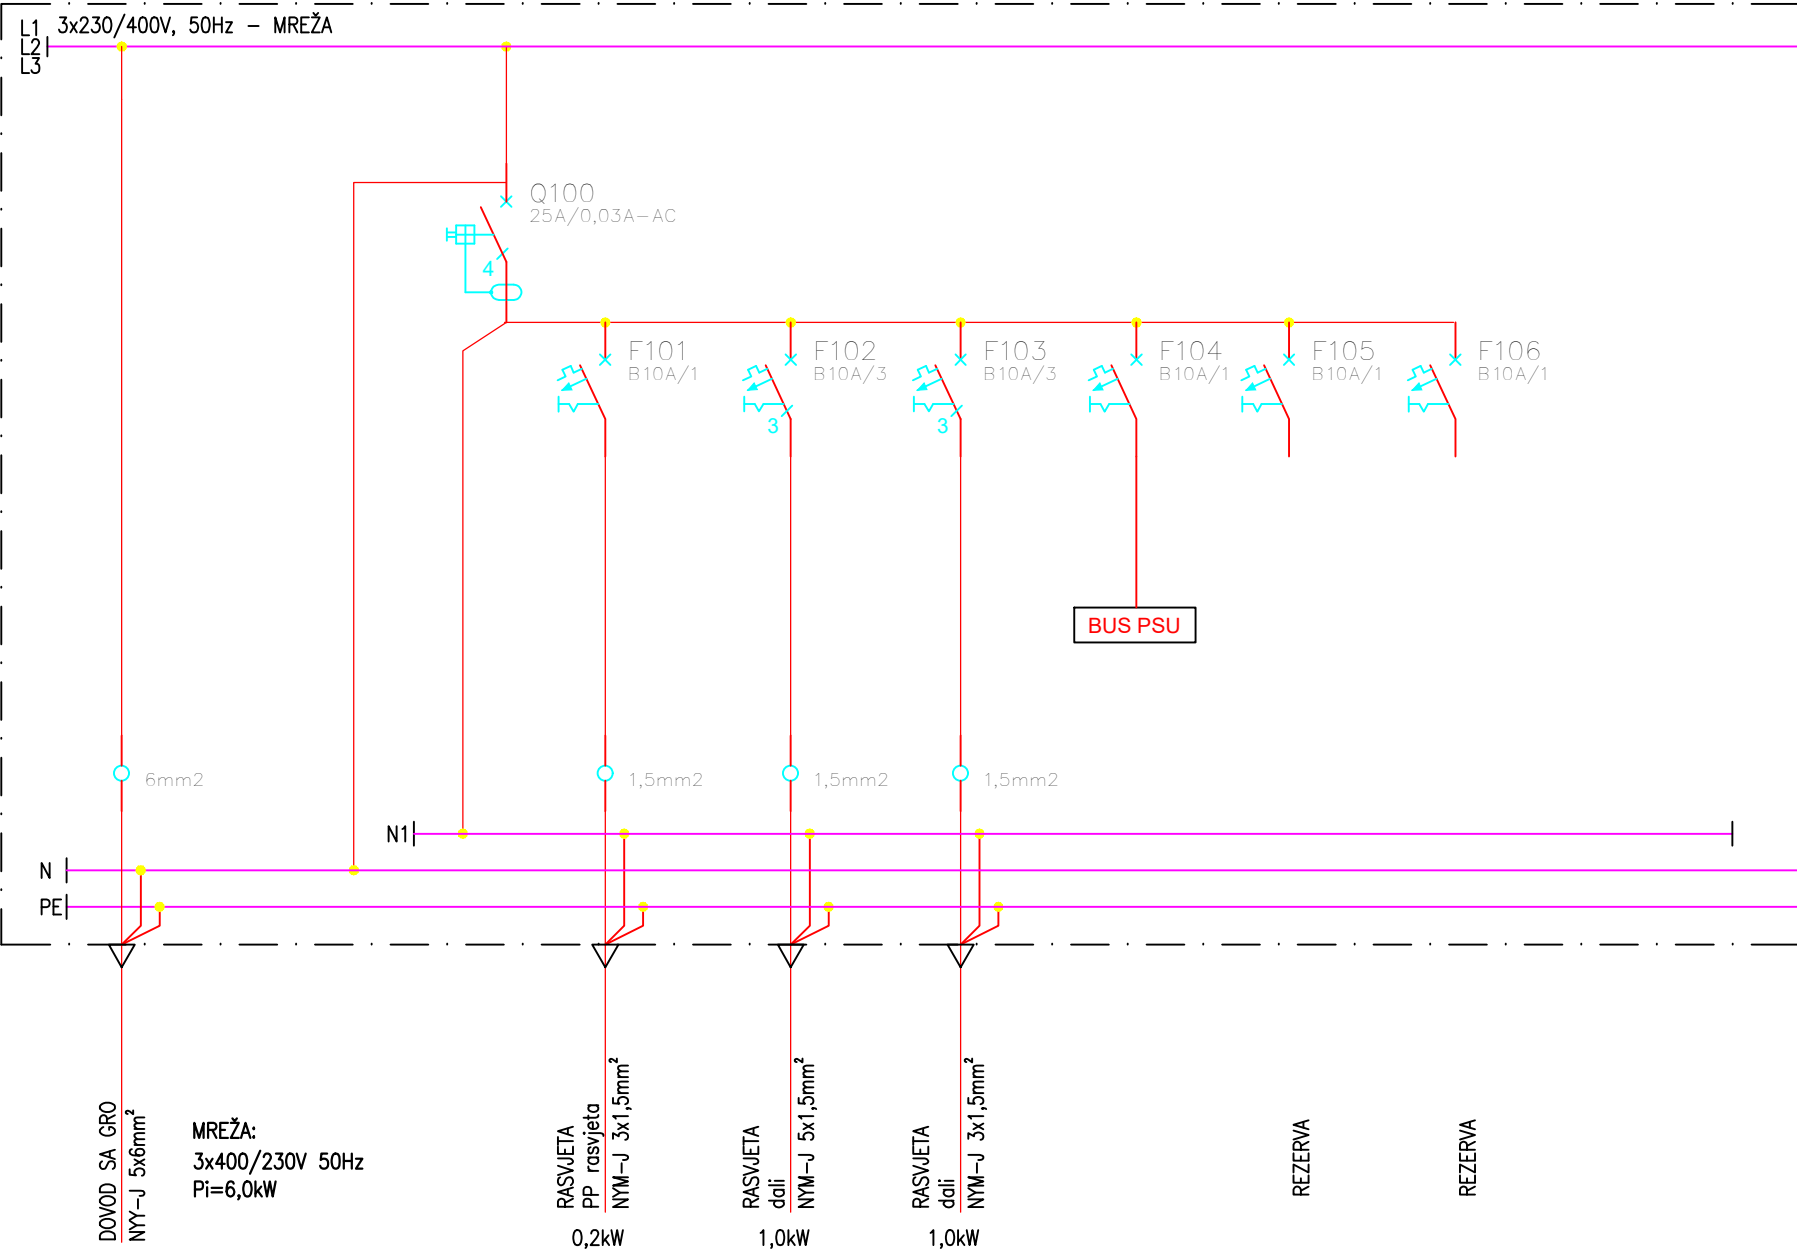 3x230/400V, 50Hz – MREŽA
L1
L2
L3
Q100
25A/0,03A–AC
4
F101
B10A/1
F102
B10A/3
3
F103
B10A/3
3
F104
B10A/1
F105
B10A/1
F106
B10A/1
BUS PSU
6mm2
1,5mm2
1,5mm2
1,5mm2
N1
N
PE
DOVOD SA GRO
NYY–J 5x6mm²
MREŽA:
3x400/230V 50Hz
Pi=6,0kW
RASVJETA
PP rasvjeta
NYM–J 3x1,5mm²
0,2kW
RASVJETA
dali
NYM–J 5x1,5mm²
1,0kW
RASVJETA
dali
NYM–J 3x1,5mm²
1,0kW
REZERVA
REZERVA